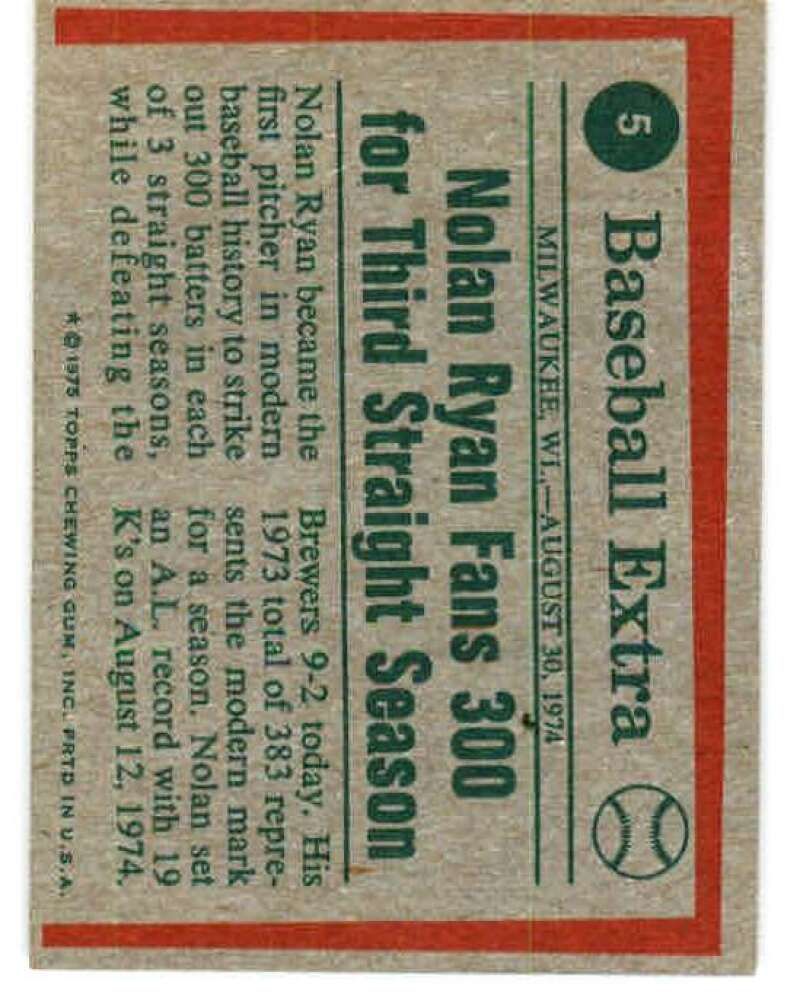 5 Baseball Extra
MILWAUKEE, WI.,—AUGUST 30, 1974
Nolan Ryan Fans 300
for Third Straight Season
Nolan Ryan became the
first pitcher in modern
baseball history to strike
out 300 batters in each
of 3 straight seasons,
while defeating the
Brewers 9-2 today. His
1973 total of 383 repre-
sents the modern mark
for a season. Nolan set
an A.L. record with 19
K's on August 12, 1974.
★ © 1975 TOPPS CHEWING GUM, INC. PRTD IN U.S.A.